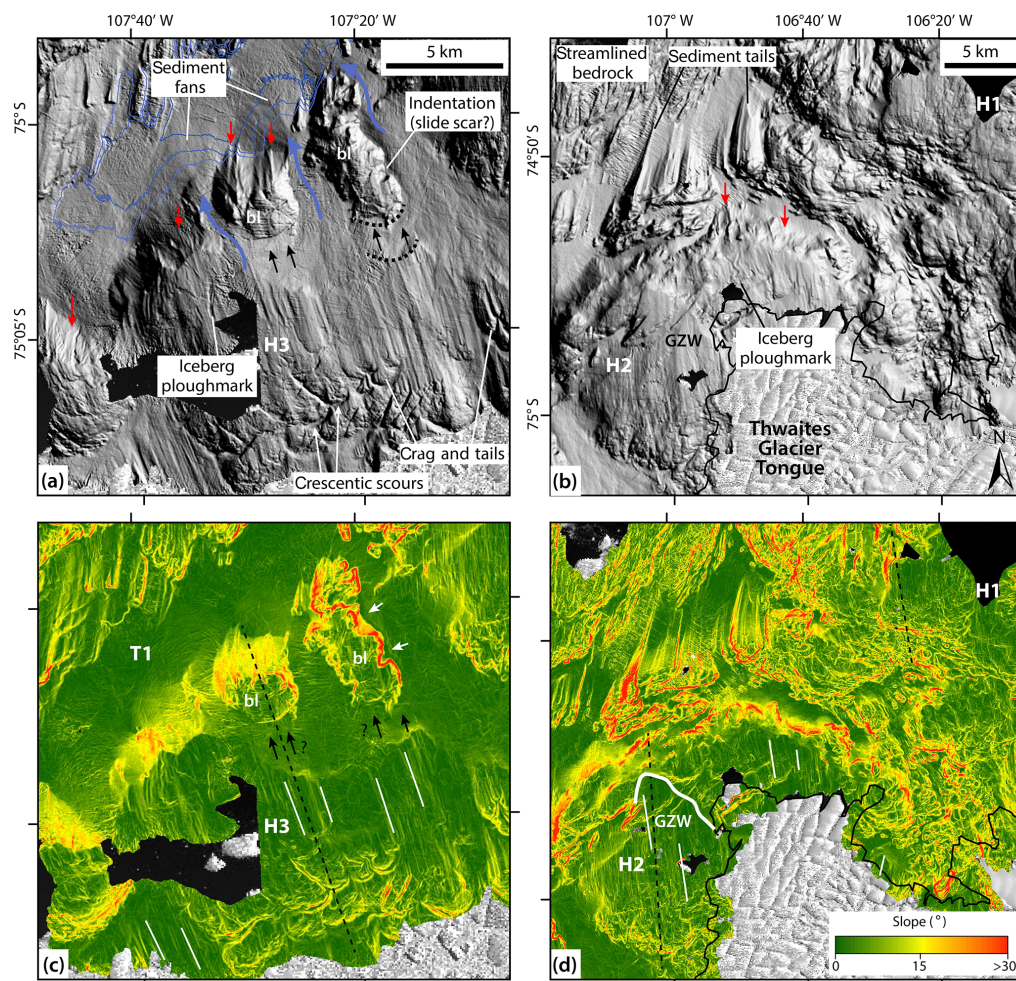 107°40′ W
107°20′ W
107° W
106°40′ W
106°20′ W
75° S
75°05′ S
74°50′ S
75° S
5 km
Sediment
fans
Indentation
(slide scar?)
bl
bl
H3
Iceberg
ploughmark
Crag and tails
Crescentic scours
(a)
Streamlined
bedrock
Sediment tails
5 km
H1
GZW
H2
Iceberg
ploughmark
Thwaites
Glacier
Tongue
N
(b)
T1
bl
bl
?
?
H3
(c)
H1
GZW
H2
Slope (°)
0
15
>30
(d)